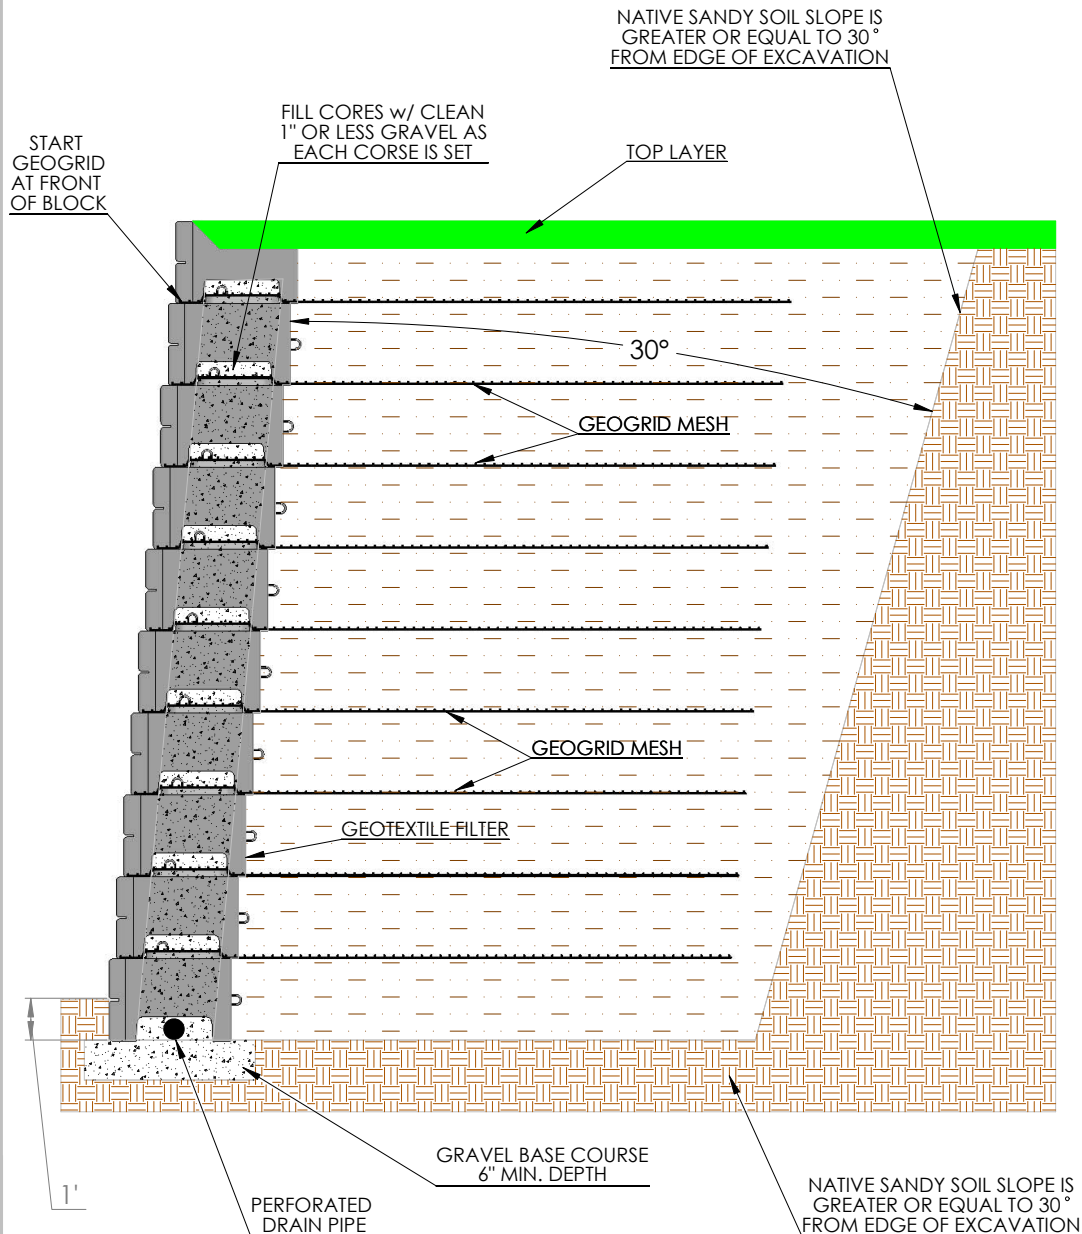 NATIVE SANDY SOIL SLOPE IS
GREATER OR EQUAL TO 30°
FROM EDGE OF EXCAVATION
FILL CORES w/ CLEAN
1" OR LESS GRAVEL AS
EACH CORSE IS SET
START
GEOGRID
AT FRONT
OF BLOCK
TOP LAYER
30°
GEOGRID MESH
GEOGRID MESH
GEOTEXTILE FILTER
GRAVEL BASE COURSE
6" MIN. DEPTH
1'
PERFORATED
DRAIN PIPE
NATIVE SANDY SOIL SLOPE IS
GREATER OR EQUAL TO 30°
FROM EDGE OF EXCAVATION